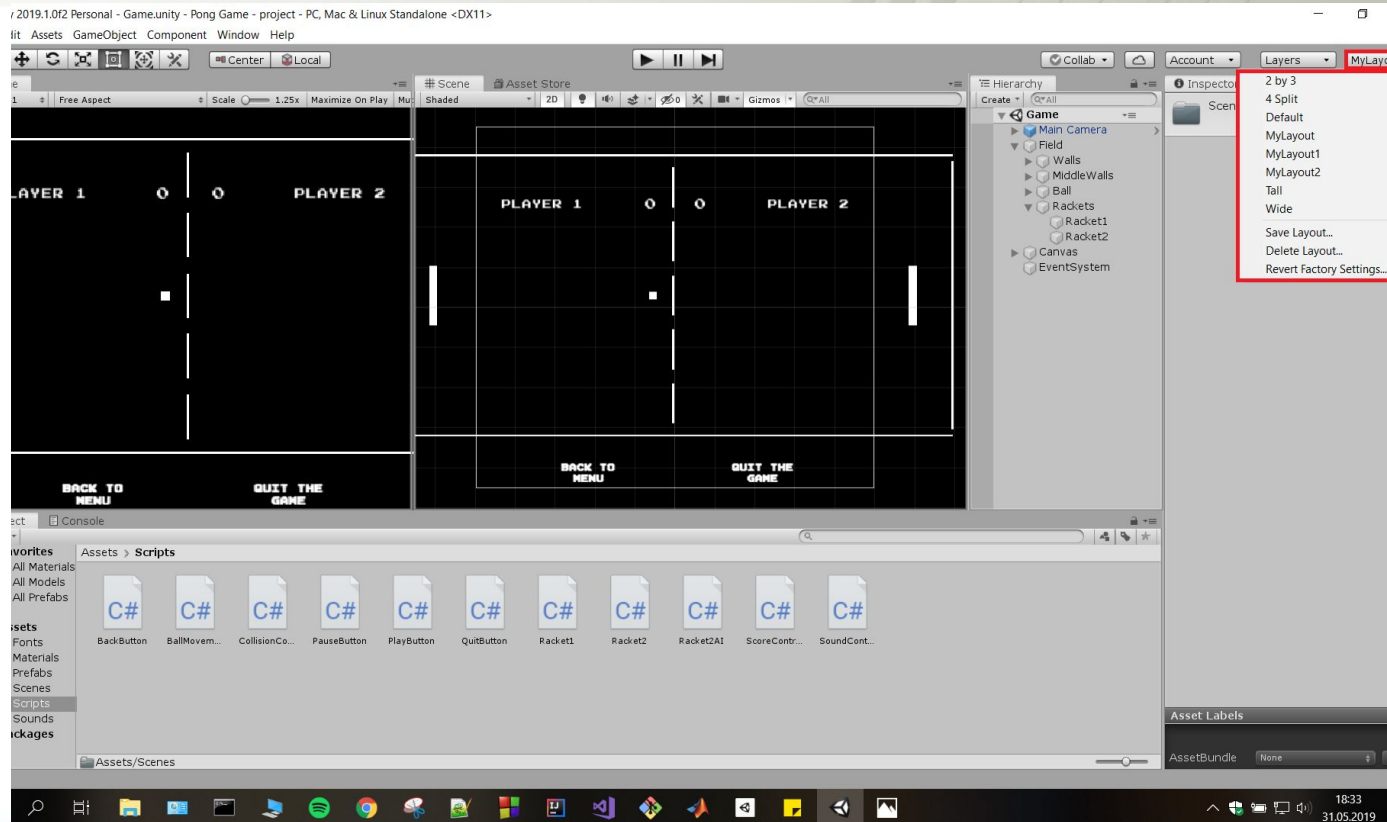 2019.1.0f2 Personal - Game.unity - Pong Game - project - PC, Mac & Linux Standalone <DX11>
Assets GameObject Component Window Help
Center Local Collab Account Layers
Scene Asset Store Hierarchy Inspector
1 Free Aspect Scale 1.25x Maximize On Play Shaded 2D 0 Gizmos All Create All
Game
Main Camera
Field
Walls
MiddleWalls
Ball
Rackets
Racket1
Racket2
Canvas
EventSystem
2 by 3
4 Split
Default
MyLayout
MyLayout1
MyLayout2
Tall
Wide
Save Layout...
Delete Layout...
Revert Factory Settings...
1 0 0 PLAYER 2
PLAYER 1 0 0 PLAYER 2
BACK TO
MENU
QUIT THE
GAME
BACK TO
MENU
QUIT THE
GAME
Console
All Materials
All Models
All Prefabs
Fonts
Materials
Prefabs
Scenes
Scripts
Sounds
Assets > Scripts
C# C# C# C# C# C# C# C# C# C# C#
BackButton BallMovem... CollisionCo... PauseButton PlayButton QuitButton Racket1 Racket2 Racket2AI ScoreContr... SoundCont...
Assets/Scenes
Asset Labels
AssetBundle None
18:33
31.05.2019